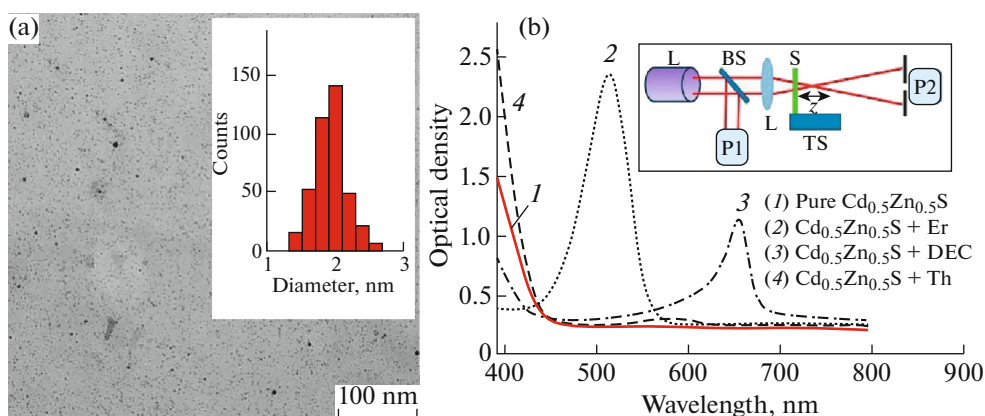 (a)
Counts
150
100
50
0
1 2 3
Diameter, nm
100 nm
(b)
Optical density
2.5
2.0
1.5
1.0
0.5
0
400 500 600 700 800 900
Wavelength, nm
4
1
2
3
L BS L S
z
TS
P1
P2
(1) Pure Cd0.5Zn0.5S
(2) Cd0.5Zn0.5S + Er
(3) Cd0.5Zn0.5S + DEC
(4) Cd0.5Zn0.5S + Th